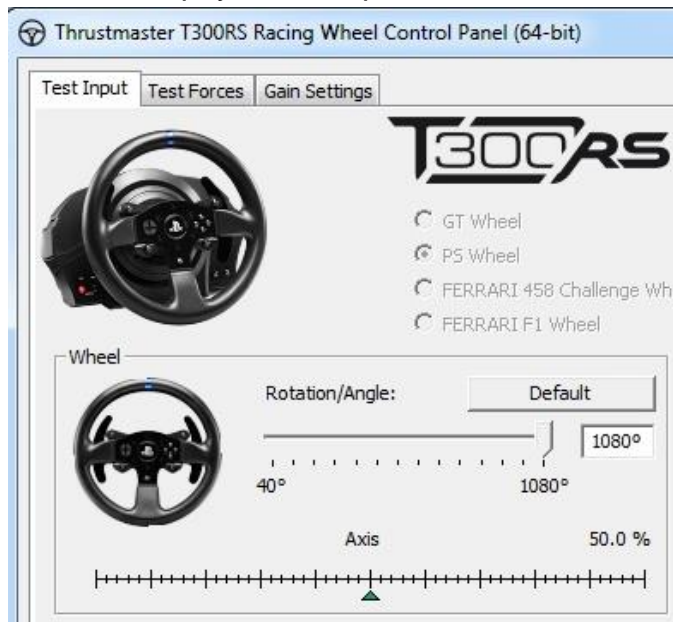 Thrustmaster T300RS Racing Wheel Control Panel (64-bit)
Test Input Test Forces Gain Settings
T300RS
GT Wheel
PS Wheel
FERRARI 458 Challenge Wh
FERRARI F1 Wheel
Wheel
Rotation/Angle: Default
1080°
40° 1080°
Axis 50.0 %